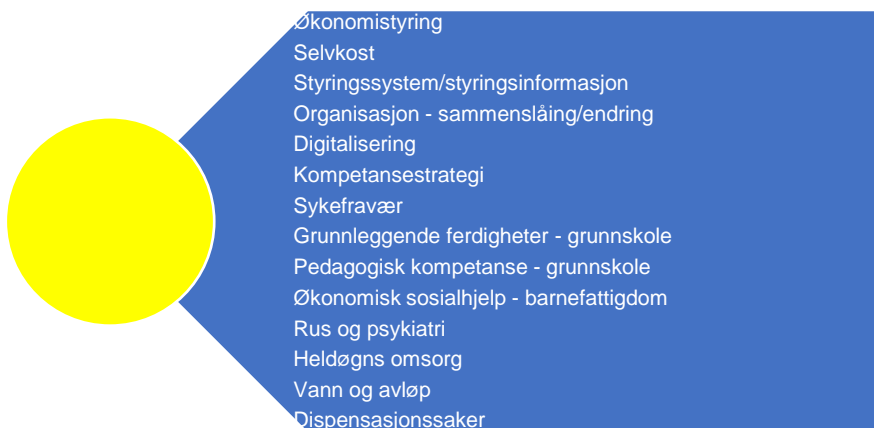 Økonomistyring
Selvkost
Styringssystem/styringsinformasjon
Organisasjon - sammenslåing/endring
Digitalisering
Kompetansestrategi
Sykefravær
Grunnleggende ferdigheter - grunnskole
Pedagogisk kompetanse - grunnskole
Økonomisk sosialhjelp - barnefattigdom
Rus og psykiatri
Heldøgns omsorg
Vann og avløp
Dispensasjonssaker